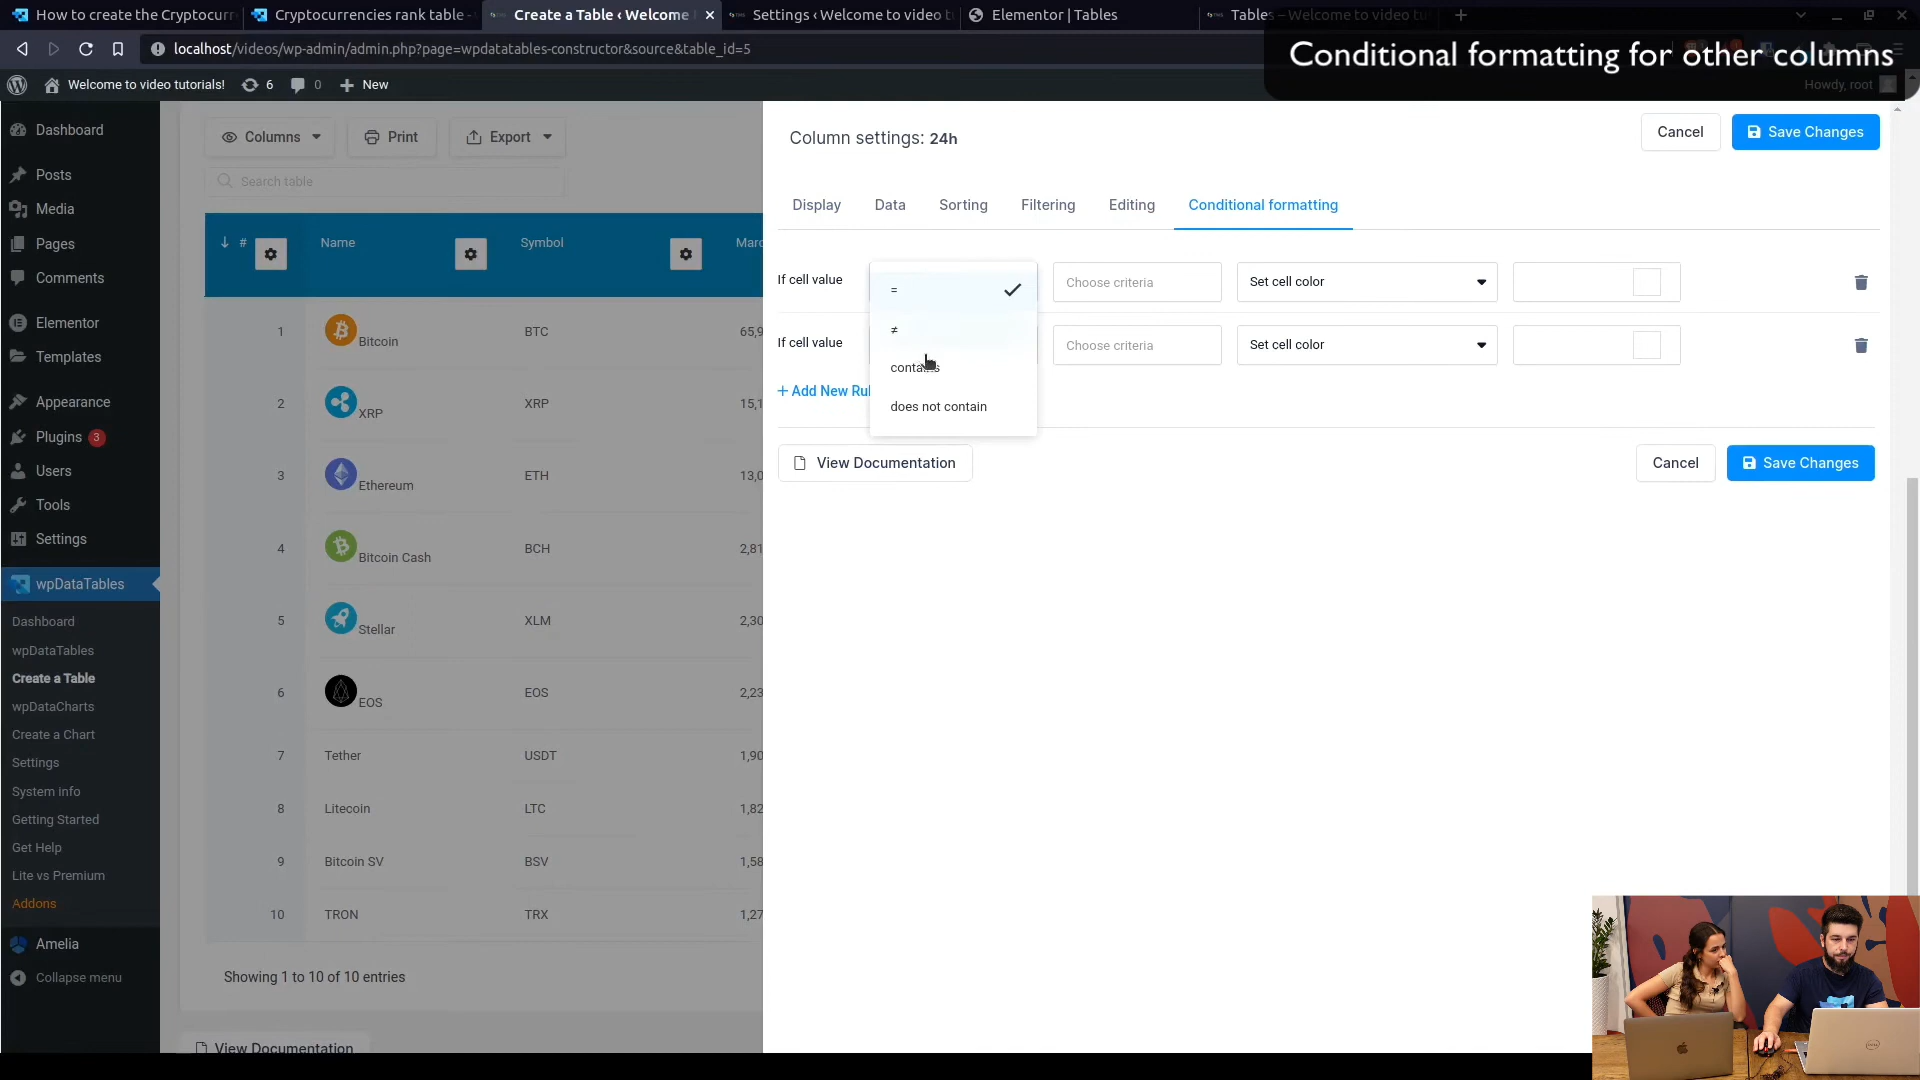 How to create the Cryptocurr
Cryptocurrencies rank table -
Create a Table ‹ Welcome
Settings ‹ Welcome to video t
Elementor | Tables
Tables – Welcome to video tu
localhost/videos/wp-admin/admin.php?page=wpdatatables-constructor&source&table_id=5
Conditional formatting for other columns
Welcome to video tutorials!
6
0
New
Howdy, root
Dashboard
Posts
Media
Pages
Comments
Elementor
Templates
Appearance
Plugins 3
Users
Tools
Settings
wpDataTables
Dashboard
wpDataTables
Create a Table
wpDataCharts
Create a Chart
Settings
System info
Getting Started
Get Help
Lite vs Premium
Addons
Amelia
Collapse menu
Columns
Print
Export
Search table
# Name Symbol Marc
1 Bitcoin BTC 65,9
2 XRP XRP 15,1
3 Ethereum ETH 13,0
4 Bitcoin Cash BCH 2,81
5 Stellar XLM 2,30
6 EOS EOS 2,23
7 Tether USDT 1,90
8 Litecoin LTC 1,82
9 Bitcoin SV BSV 1,58
10 TRON TRX 1,27
Showing 1 to 10 of 10 entries
View Documentation
Column settings: 24h
Cancel
Save Changes
Display
Data
Sorting
Filtering
Editing
Conditional formatting
If cell value
=
≠
contains
does not contain
Choose criteria
Set cell color
If cell value
Choose criteria
Set cell color
+ Add New Rul
View Documentation
Cancel
Save Changes